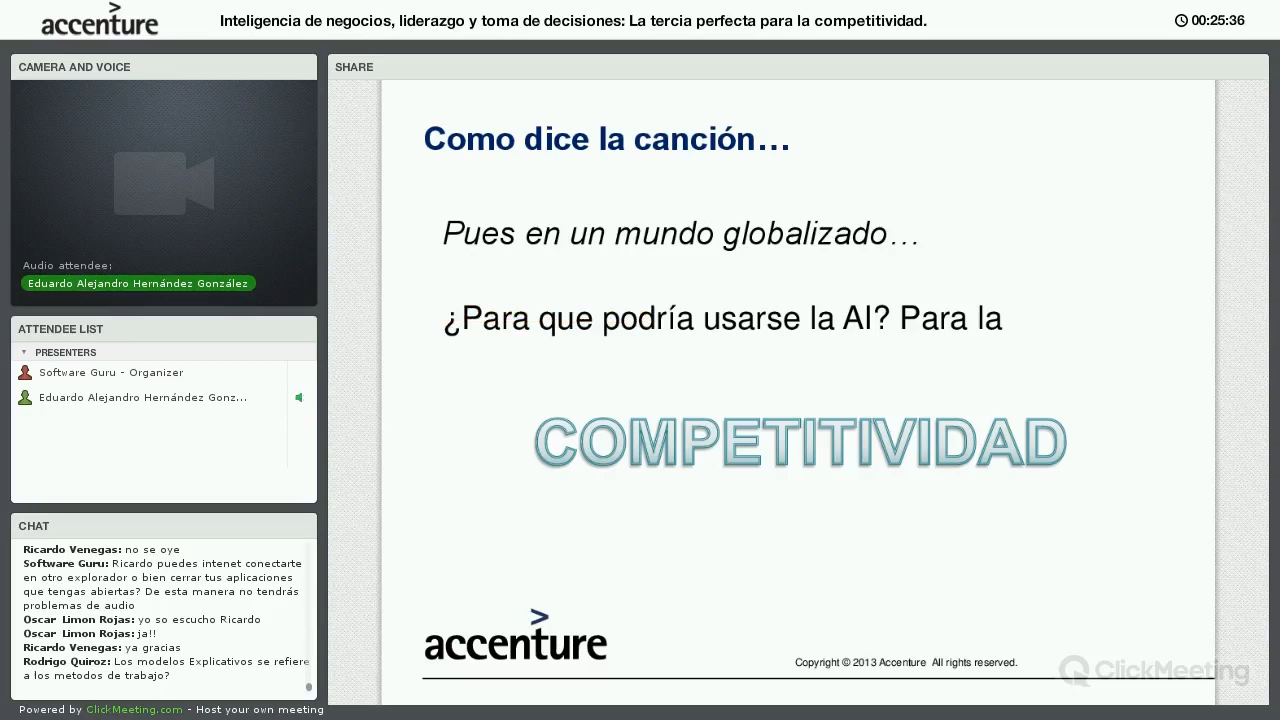 accenture
Inteligencia de negocios, liderazgo y toma de decisiones: La tercia perfecta para la competitividad.
00:25:36
CAMERA AND VOICE
Audio attendee:
Eduardo Alejandro Hernández González
ATTENDEE LIST
PRESENTERS
Software Guru - Organizer
Eduardo Alejandro Hernández Gonz...
CHAT
Ricardo Venegas: no se oye
Software Guru: Ricardo puedes intenet conectarte
en otro explorador o bien cerrar tus aplicaciones
que tengas abiertas? De esta manera no tendrás
problemas de audio
Oscar Limon Rojas: yo so escucho Ricardo
Oscar Limon Rojas: ja!!
Ricardo Venegas: ya gracias
Rodrigo Quiroz: Los modelos Explicativos se refiere
a los metodos de trabajo?
Powered by ClickMeeting.com - Host your own meeting
SHARE
Como dice la canción…
Pues en un mundo globalizado…
¿Para que podría usarse la AI? Para la
COMPETITIVIDAD
accenture
Copyright © 2013 Accenture All rights reserved.
ClickMeeting